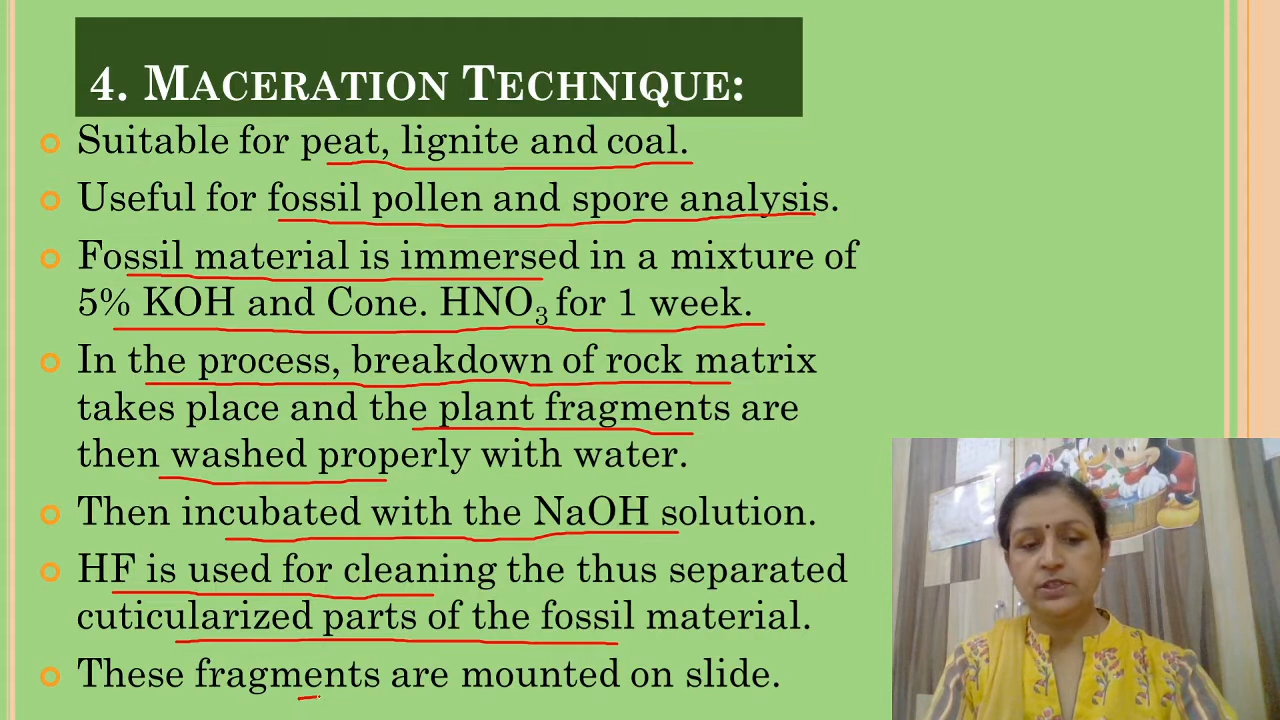 4. MACERATION TECHNIQUE:
Suitable for peat, lignite and coal.
Useful for fossil pollen and spore analysis.
Fossil material is immersed in a mixture of
5% KOH and Cone. HNO₃ for 1 week.
In the process, breakdown of rock matrix
takes place and the plant fragments are
then washed properly with water.
Then incubated with the NaOH solution.
HF is used for cleaning the thus separated
cuticularized parts of the fossil material.
These fragments are mounted on slide.